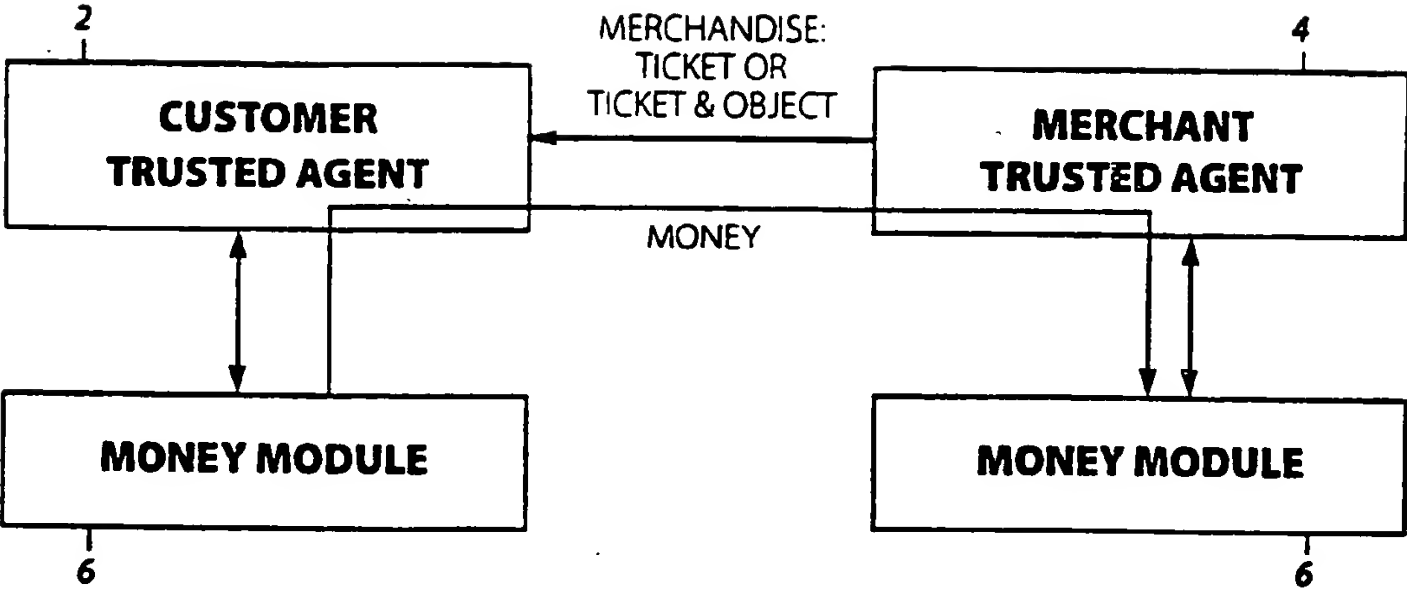 2
MERCHANDISE:
TICKET OR
TICKET & OBJECT
4
CUSTOMER
TRUSTED AGENT
MERCHANT
TRUSTED AGENT
MONEY
MONEY MODULE
MONEY MODULE
6
6